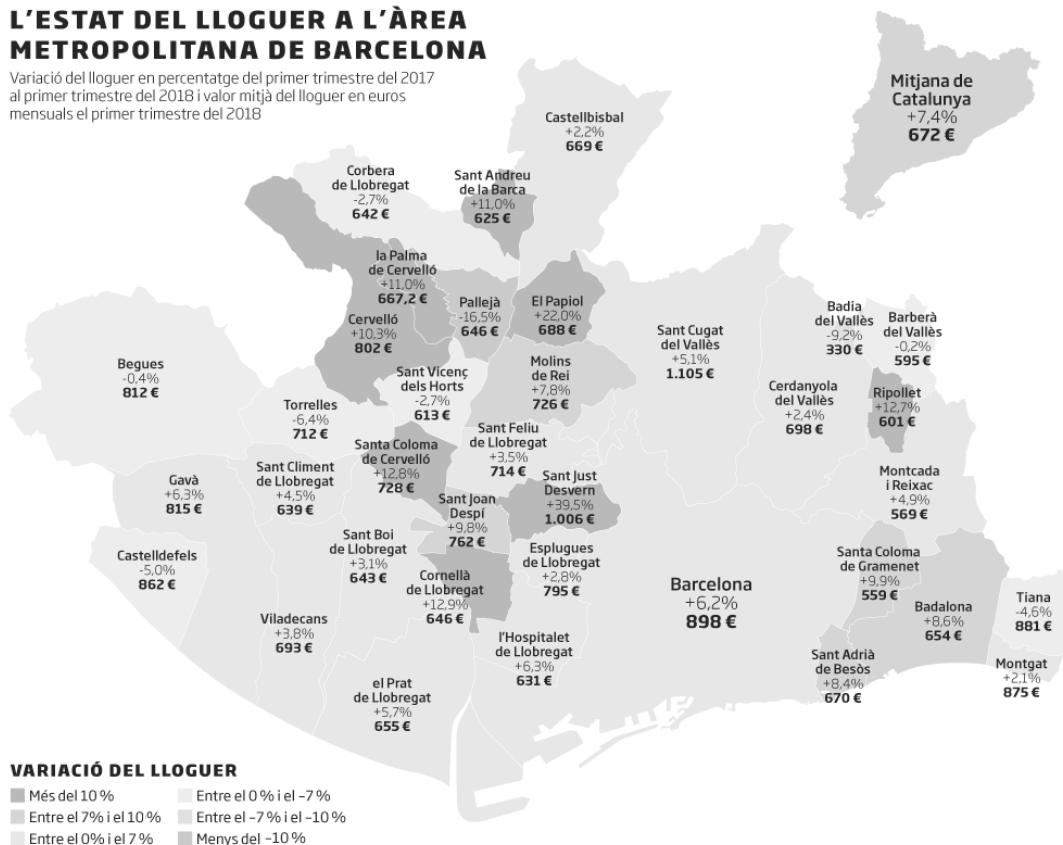 L'ESTAT DEL LLOGUER A L'ÀREA
METROPOLITANA DE BARCELONA
Variació del lloguer en percentatge del primer trimestre del 2017
al primer trimestre del 2018 i valor mitjà del lloguer en euros
mensuals el primer trimestre del 2018
Mitjana de
Catalunya
+7,4%
672 €
Castellbisbal
+2,2%
669 €
Corbera
de Llobregat
-2,7%
642 €
Sant Andreu
de la Barca
+11,0%
625 €
la Palma
de Cervelló
+11,0%
667,2 €
Cervelló
+10,3%
802 €
Pallejà
-16,5%
646 €
El Papiol
+22,0%
688 €
Sant Cugat
del Vallès
+5,1%
1.105 €
Badia
del Vallès
-9,2%
330 €
Barberà
del Vallès
-0,2%
595 €
Begues
-0,4%
812 €
Sant Vicenç
dels Horts
-2,7%
613 €
Molins
de Rei
+7,8%
726 €
Cerdanyola
del Vallès
+2,4%
698 €
Ripollet
+12,7%
601 €
Torrelles
-6,4%
712 €
Santa Coloma
de Cervelló
+12,8%
728 €
Sant Feliu
de Llobregat
+3,5%
714 €
Gavà
+6,3%
815 €
Sant Climent
de Llobregat
+4,5%
639 €
Sant Just
Desvern
+39,5%
1.006 €
Montcada
i Reixac
+4,9%
569 €
Sant Joan
Despí
+9,8%
762 €
Castelldefels
-5,0%
862 €
Sant Boi
de Llobregat
+3,1%
643 €
Cornellà
de Llobregat
+12,9%
646 €
Esplugues
de Llobregat
+2,8%
795 €
Barcelona
+6,2%
898 €
Santa Coloma
de Gramenet
+9,9%
559 €
Badalona
+8,6%
654 €
Tiana
-4,6%
881 €
Viladecans
+3,8%
693 €
l'Hospitalet
de Llobregat
+6,3%
631 €
Sant Adrià
de Besòs
+8,4%
670 €
Montgat
+2,1%
875 €
el Prat
de Llobregat
+5,7%
655 €
VARIACIÓ DEL LLOGUER
Més del 10 %
Entre el 7% i el 10 %
Entre el 0% i el 7 %
Entre el 0 % i el -7 %
Entre el -7 % i el -10 %
Menys del -10 %